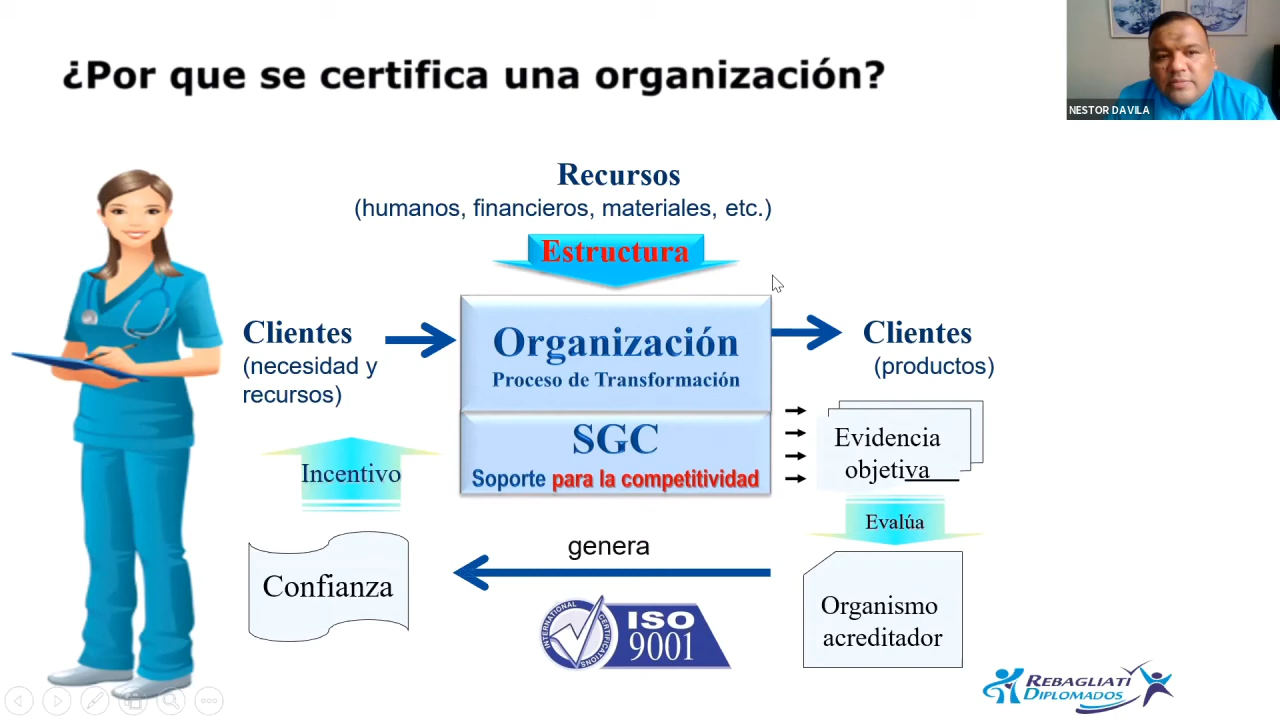 ¿Por que se certifica una organización?
NESTOR DAVILA
Recursos
(humanos, financieros, materiales, etc.)
Estructura
Clientes
(necesidad y
recursos)
Organización
Proceso de Transformación
Clientes
(productos)
SGC
Soporte para la competitividad
Evidencia
objetiva
Incentivo
Evalúa
genera
Confianza
Organismo
acreditador
INTERNATIONAL
CERTIFICATIONS
ISO
9001
REBAGLIATI
DIPLOMADOS